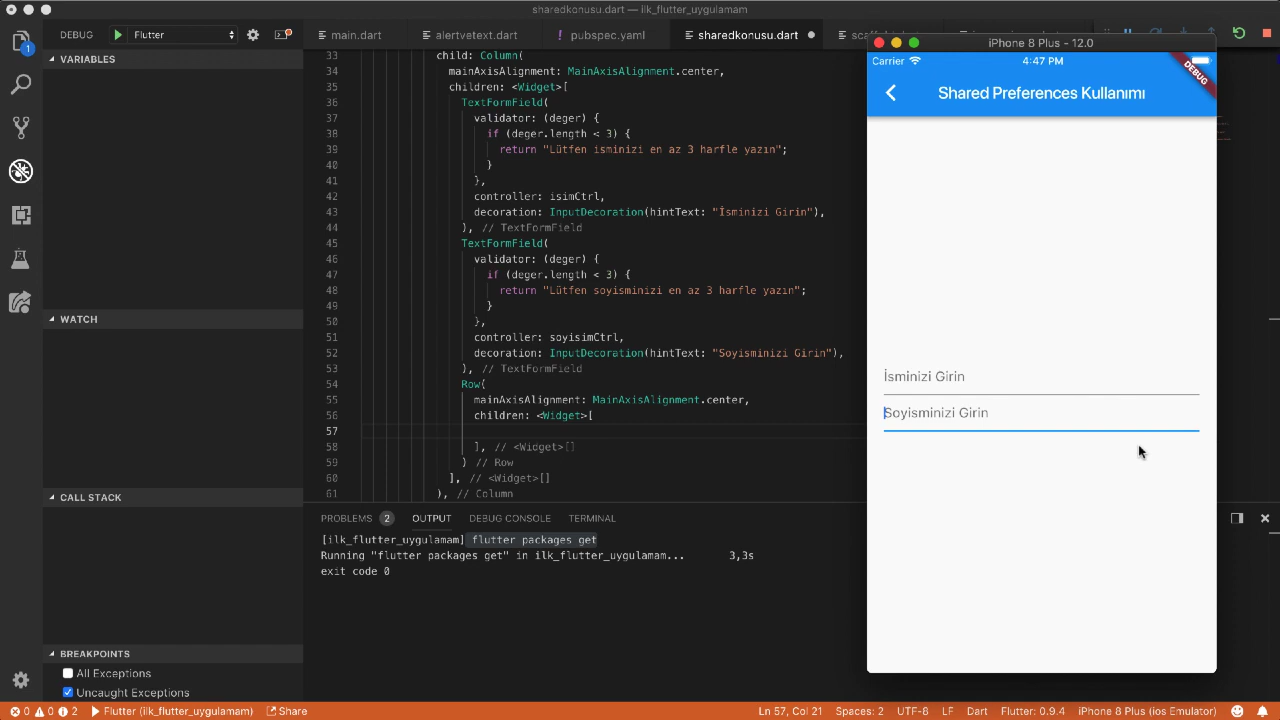 sharedkonusu.dart — ilk_flutter_uygulamam
DEBUG
Flutter
main.dart
alertvetext.dart
! pubspec.yaml
sharedkonusu.dart
VARIABLES
WATCH
CALL STACK
BREAKPOINTS
All Exceptions
Uncaught Exceptions
1
33 child: Column(
34 mainAxisAlignment: MainAxisAlignment.center,
35 children: <Widget>[
36 TextFormField(
37 validator: (deger) {
38 if (deger.length < 3) {
39 return "Lütfen isminizi en az 3 harfle yazın";
40 }
41 },
42 controller: isimCtrl,
43 decoration: InputDecoration(hintText: "İsminizi Girin"),
44 ), // TextFormField
45 TextFormField(
46 validator: (deger) {
47 if (deger.length < 3) {
48 return "Lütfen soyisminizi en az 3 harfle yazın";
49 }
50 },
51 controller: soyisimCtrl,
52 decoration: InputDecoration(hintText: "Soyisminizi Girin"),
53 ), // TextFormField
54 Row(
55 mainAxisAlignment: MainAxisAlignment.center,
56 children: <Widget>[
57
58 ], // <Widget>[]
59 ) // Row
60 ], // <Widget>[]
61 ), // Column
PROBLEMS 2 OUTPUT DEBUG CONSOLE TERMINAL
[ilk_flutter_uygulamam] flutter packages get
Running "flutter packages get" in ilk_flutter_uygulamam... 3,3s
exit code 0
iPhone 8 Plus - 12.0
Carrier 4:47 PM
DEBUG
Shared Preferences Kullanımı
İsminizi Girin
Soyisminizi Girin
0 0 2 Flutter (ilk_flutter_uygulamam) Share Ln 57, Col 21 Spaces: 2 UTF-8 LF Dart Flutter: 0.9.4 iPhone 8 Plus (ios Emulator)